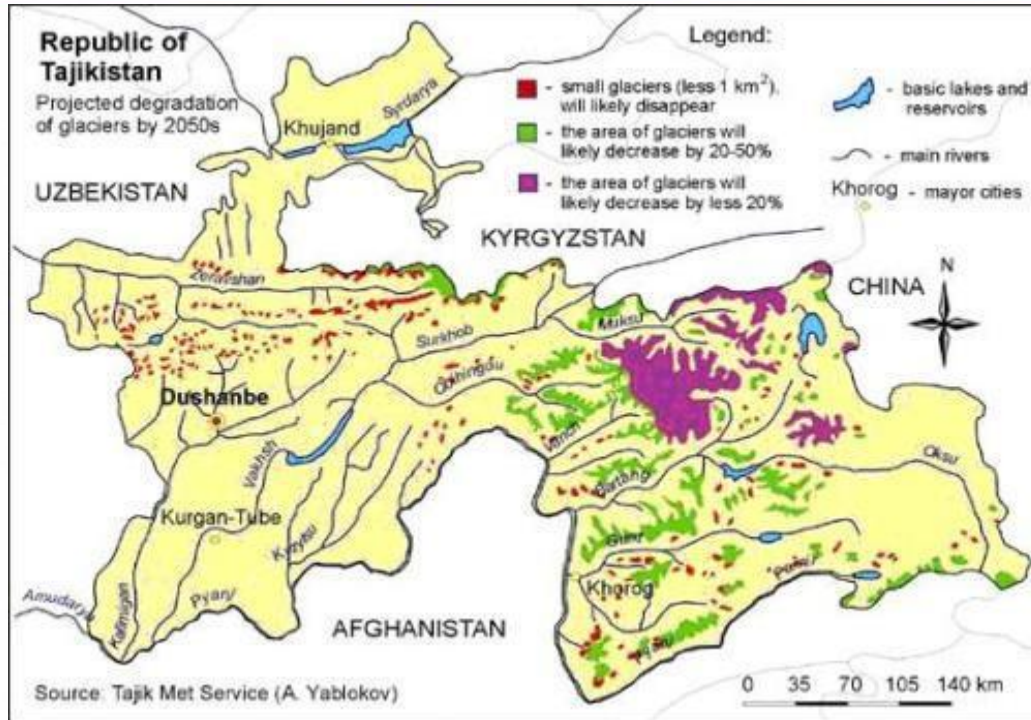 Republic of
Tajikistan
Projected degradation
of glaciers by 2050s
Legend:
- small glaciers (less 1 km²),
will likely disappear
- the area of glaciers will
likely decrease by 20-50%
- the area of glaciers will
likely decrease by less 20%
- basic lakes and
reservoirs
- main rivers
Khorog - mayor cities
Khujand
Syrdarya
UZBEKISTAN
KYRGYZSTAN
CHINA
N
Zeravshan
Surkhob
Muksu
Obihingou
Dushanbe
Vanch
Bartang
Oksu
Vakhsh
Kurgan-Tube
Kyzylsu
Gunt
Khorog
Pamir
Amudarya
Kafirnigan
Pyanj
AFGHANISTAN
Pyanj
Source: Tajik Met Service (A. Yablokov)
0 35 70 105 140 km